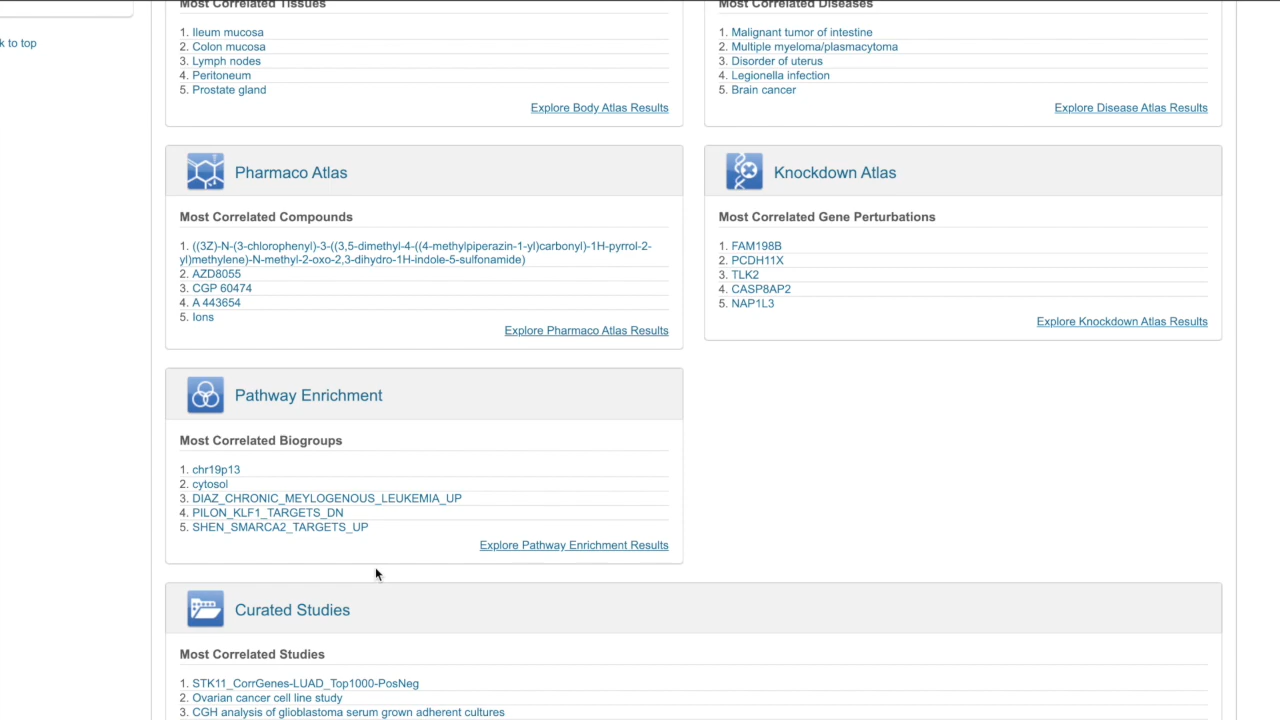 Most Correlated Tissues
1. Ileum mucosa
2. Colon mucosa
3. Lymph nodes
4. Peritoneum
5. Prostate gland
Explore Body Atlas Results
Most Correlated Diseases
1. Malignant tumor of intestine
2. Multiple myeloma/plasmacytoma
3. Disorder of uterus
4. Legionella infection
5. Brain cancer
Explore Disease Atlas Results
k to top
Pharmaco Atlas
Most Correlated Compounds
1. ((3Z)-N-(3-chlorophenyl)-3-((3,5-dimethyl-4-((4-methylpiperazin-1-yl)carbonyl)-1H-pyrrol-2-
yl)methylene)-N-methyl-2-oxo-2,3-dihydro-1H-indole-5-sulfonamide)
2. AZD8055
3. CGP 60474
4. A 443654
5. Ions
Explore Pharmaco Atlas Results
Knockdown Atlas
Most Correlated Gene Perturbations
1. FAM198B
2. PCDH11X
3. TLK2
4. CASP8AP2
5. NAP1L3
Explore Knockdown Atlas Results
Pathway Enrichment
Most Correlated Biogroups
1. chr19p13
2. cytosol
3. DIAZ_CHRONIC_MEYLOGENOUS_LEUKEMIA_UP
4. PILON_KLF1_TARGETS_DN
5. SHEN_SMARCA2_TARGETS_UP
Explore Pathway Enrichment Results
Curated Studies
Most Correlated Studies
1. STK11_CorrGenes-LUAD_Top1000-PosNeg
2. Ovarian cancer cell line study
3. CGH analysis of glioblastoma serum grown adherent cultures